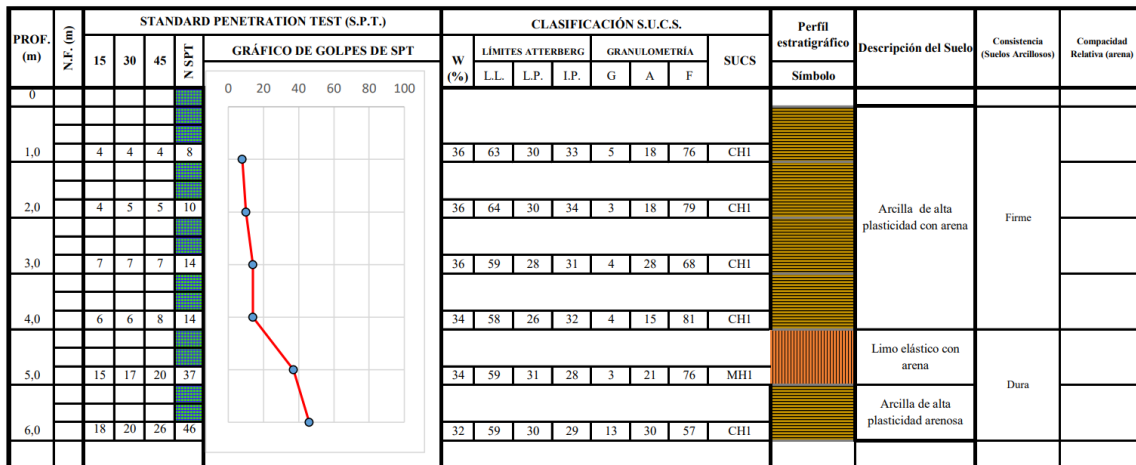 PROF. (m) N.F. (m) STANDARD PENETRATION TEST (S.P.T.) CLASIFICACIÓN S.U.C.S. Perfíl estratigráfico Descripción del Suelo Consistencia (Suelos Arcillosos) Compacidad Relativa (arena)
15 30 45 N SPT GRÁFICO DE GOLPES DE SPT W (%) LÍMITES ATTERBERG GRANULOMETRÍA SUCS
L.L. L.P. I.P. G A F Símbolo
0
0 20 40 60 80 100
1,0 4 4 4 8 36 63 30 33 5 18 76 CH1
2,0 4 5 5 10 36 64 30 34 3 18 79 CH1
Arcilla de alta plasticidad con arena
Firme
3,0 7 7 7 14 36 59 28 31 4 28 68 CH1
4,0 6 6 8 14 34 58 26 32 4 15 81 CH1
Limo elástico con arena
5,0 15 17 20 37 34 59 31 28 3 21 76 MH1
Dura
Arcilla de alta plasticidad arenosa
6,0 18 20 26 46 32 59 30 29 13 30 57 CH1